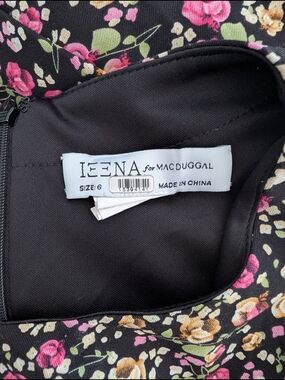 IEENA for MAC DUGGAL
SIZE: 6
MADE IN CHINA